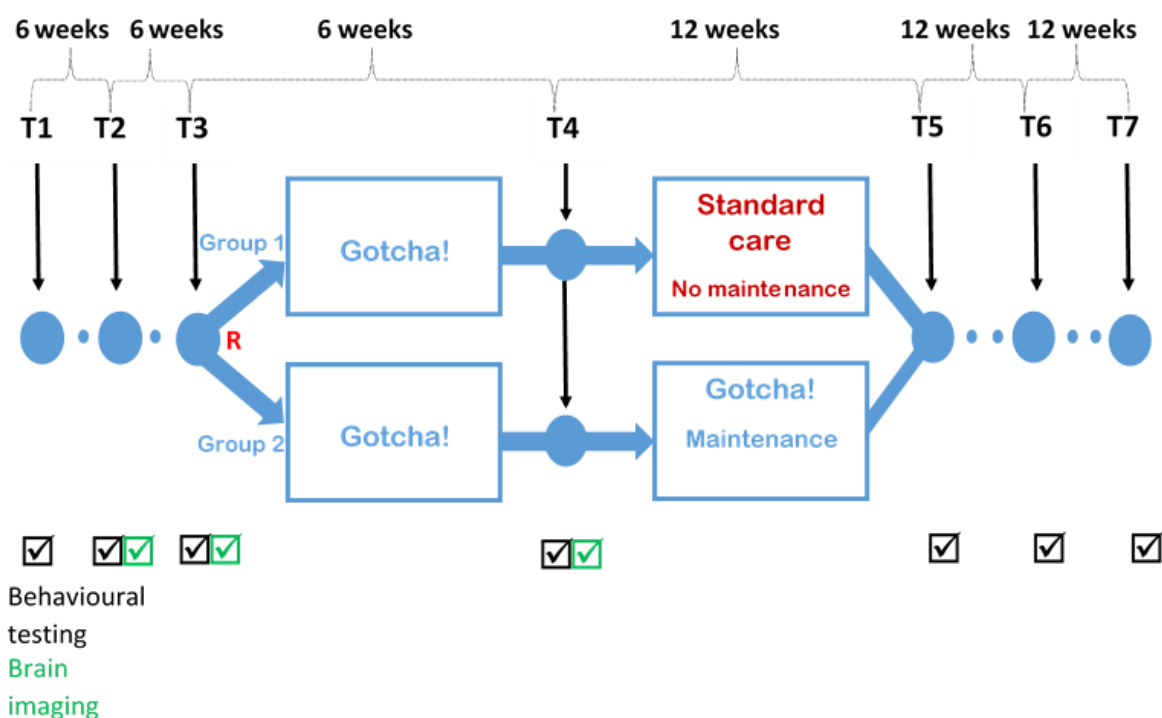 6 weeks 6 weeks 6 weeks 12 weeks 12 weeks 12 weeks
T1 T2 T3 T4 T5 T6 T7
Group 1
Gotcha!
Standard
care
No maintenance
R
Group 2
Gotcha!
Gotcha!
Maintenance
Behavioural
testing
Brain
imaging